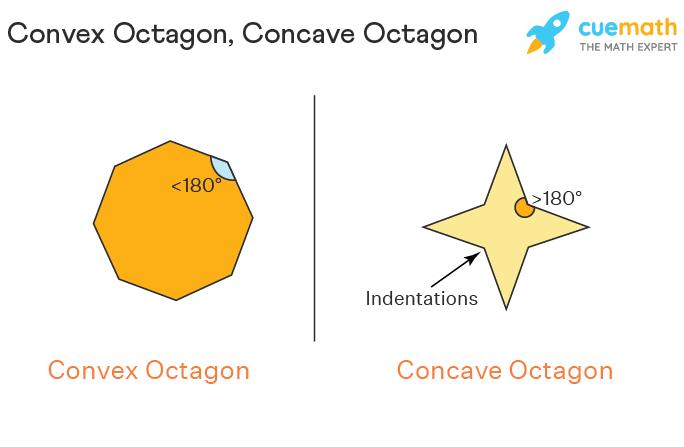 Convex Octagon, Concave Octagon
cuemath
THE MATH EXPERT
<180°
>180°
Indentations
Convex Octagon
Concave Octagon